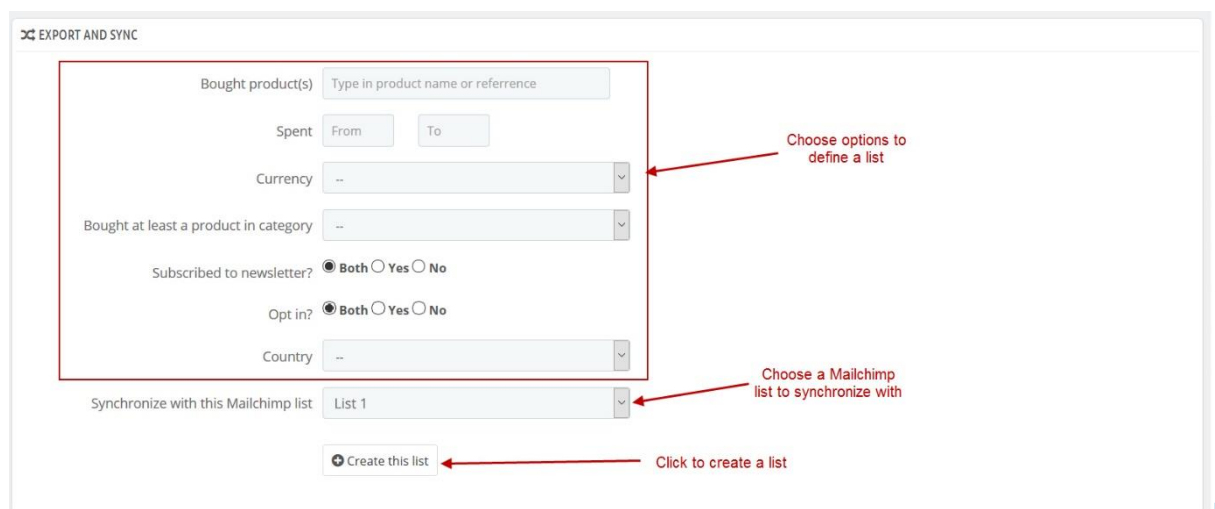 EXPORT AND SYNC
Bought product(s) Type in product name or referrence
Spent From To
Choose options to
define a list
Currency --
Bought at least a product in category --
Subscribed to newsletter? Both Yes No
Opt in? Both Yes No
Country --
Choose a Mailchimp
list to synchronize with
Synchronize with this Mailchimp list List 1
Create this list Click to create a list